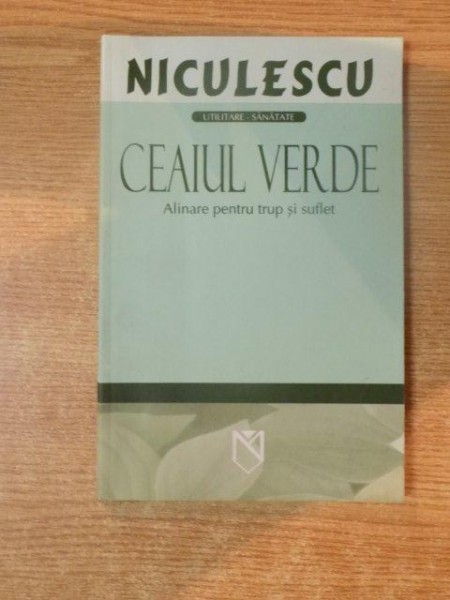 NICULESCU
UTILITARE - SĂNĂTATE
CEAIUL VERDE
Alinare pentru trup și suflet